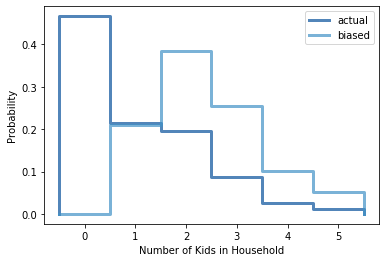 actual
biased
0.4
0.3
0.2
0.1
0.0
Probability
0 1 2 3 4 5
Number of Kids in Household